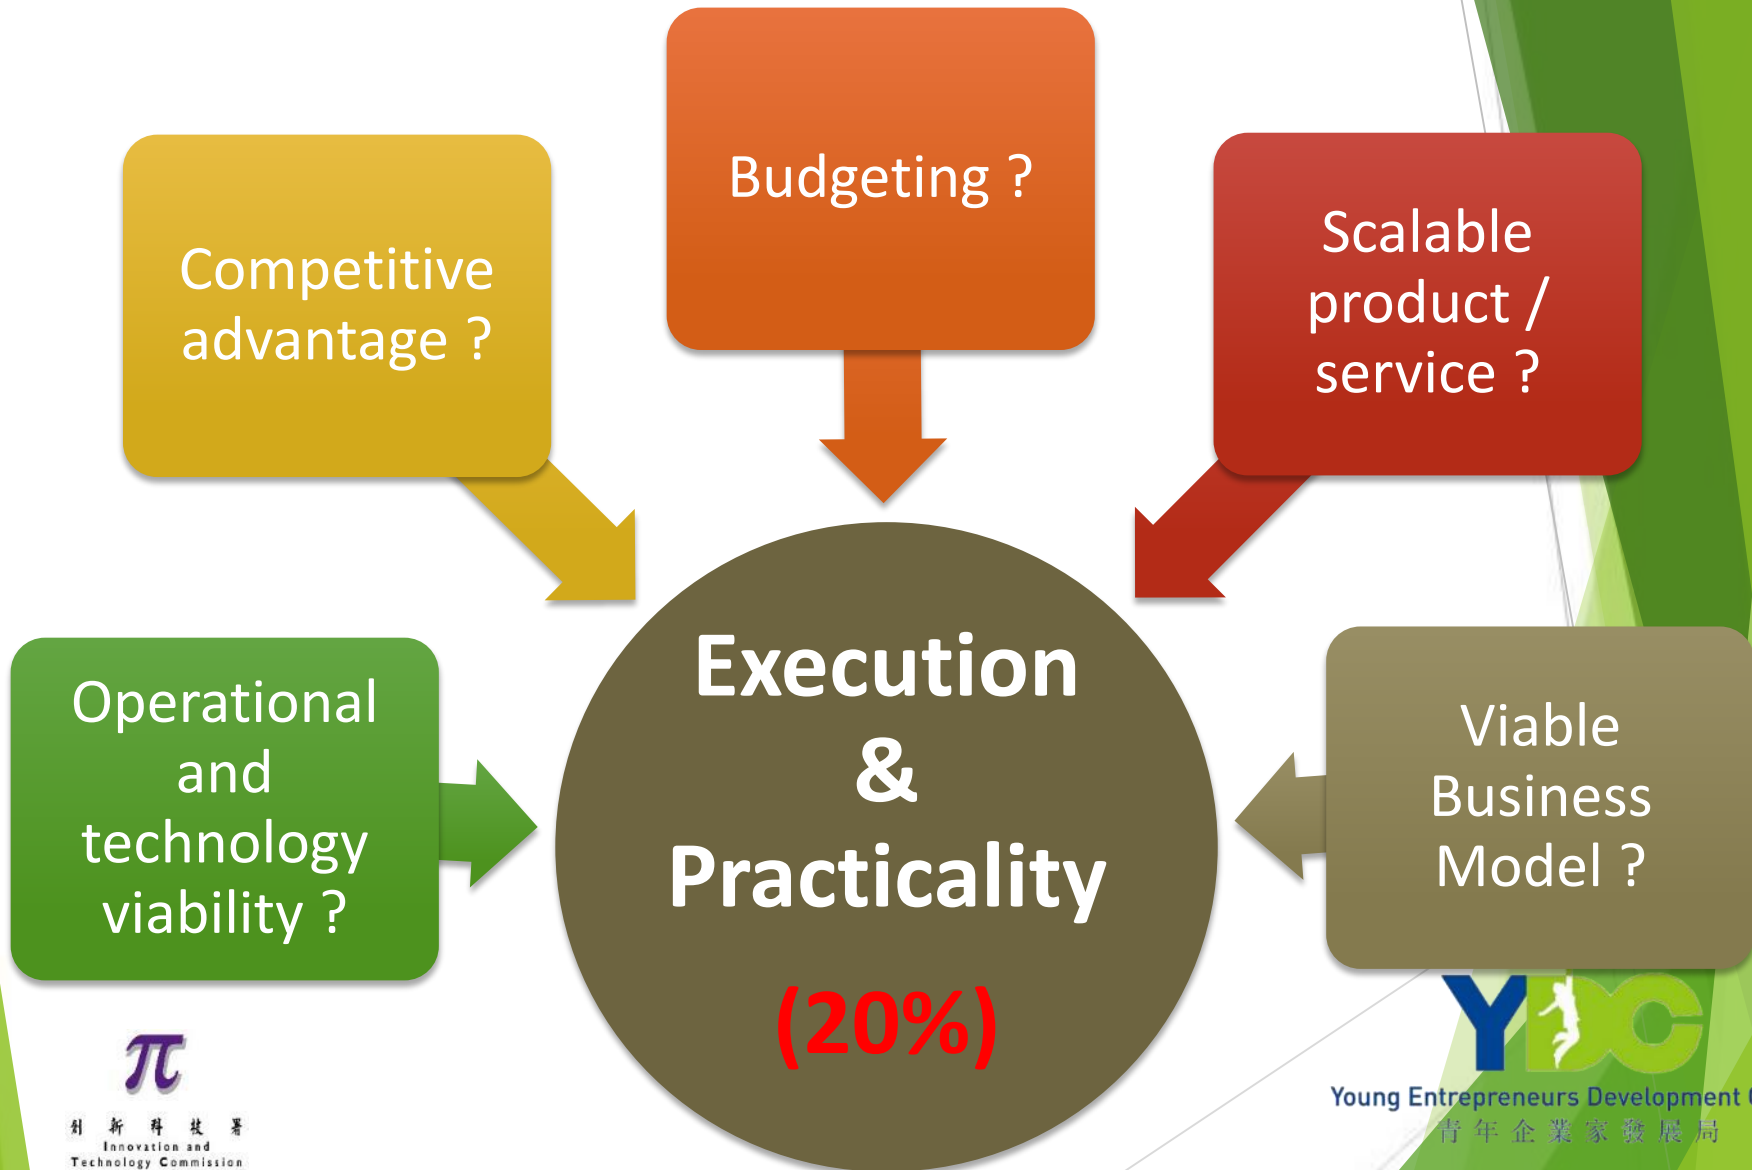 Budgeting ?
Competitive
advantage ?
Scalable
product /
service ?
Operational
and
technology
viability ?
Execution
&
Practicality
(20%)
Viable
Business
Model ?
π
創 新 科 技 署
Innovation and
Technology Commission
YDC
Young Entrepreneurs Development
青 年 企 業 家 發 展 局